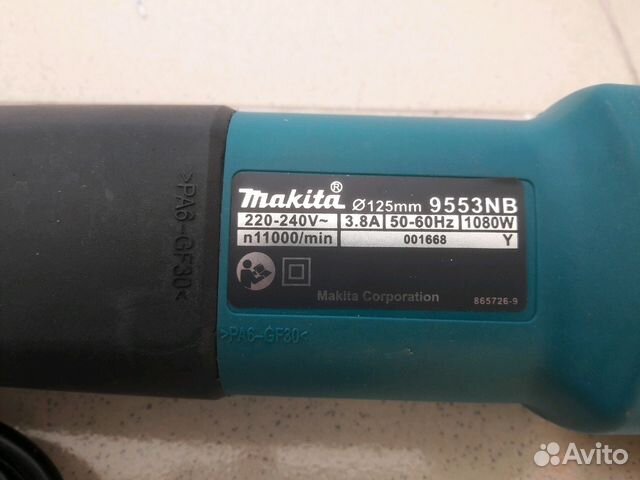 makita® Ø125mm 9553NB
220-240V~ 3.8A 50-60Hz 1080W
n11000/min 001668 Y
Makita Corporation 865726-9
>PA6-GF30<
>PA6-GF30<
Avito